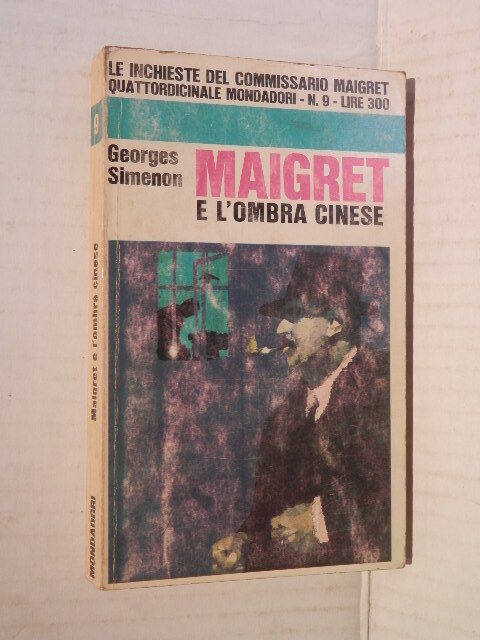 LE INCHIESTE DEL COMMISSARIO MAIGRET
QUATTORDICINALE MONDADORI - N. 9 - LIRE 300
Georges
Simenon
MAIGRET
E L'OMBRA CINESE
9
Maigret e l'ombra cinese
MONDADORI